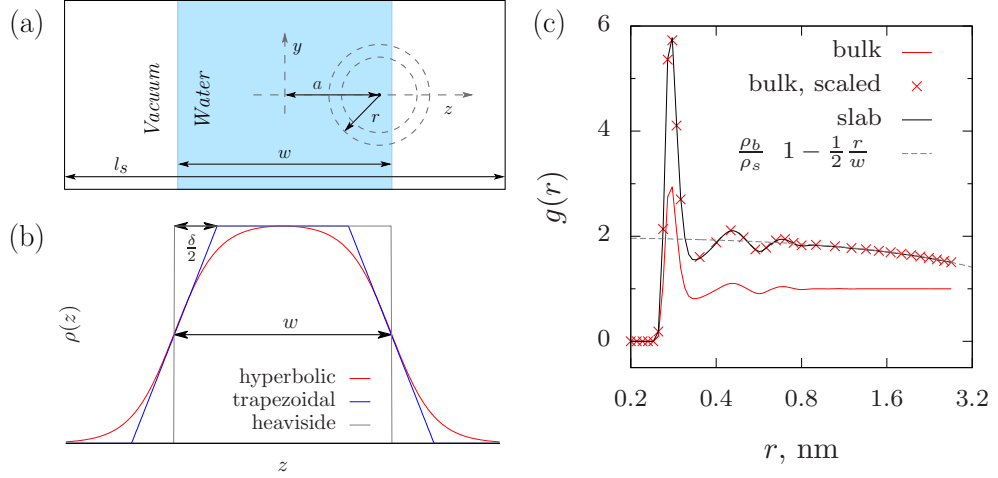 (a)
Vacuum
Water
y
a
z
r
w
l_s
(b)
δ/2
w
ρ(z)
hyperbolic
trapezoidal
heaviside
z
(c)
6
4
2
0
g(r)
bulk
bulk, scaled
slab
ρ_b/ρ_s 1 − 1/2 r/w
0.2 0.4 0.8 1.6 3.2
r, nm